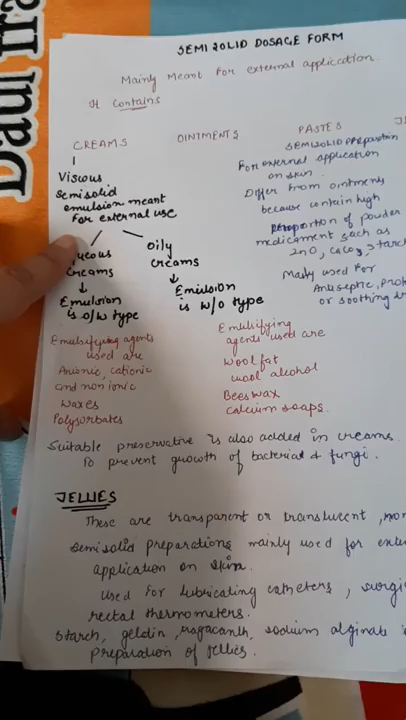 SEMI SOLID DOSAGE FORM
Mainly Meant For external application.
It Contains
CREAMS
OINTMENTS
PASTES
Viscous
Semisolid
emulsion meant
For external use
Oily
creams
creams
Emulsion
is O/W type
Emulsion
is W/O type
SEMISOLID PREPARATION
For external application
on skin.
Differ from ointments
because contain high
proportion of powder
medicament such as
ZnO, CaCO3, starch
Mostly used for
Antiseptic,
or soothing
Emulsifying agents
used are
Anionic, cationic
and non ionic
Waxes
Polysorbates
Emulsifying
agents used are
Wool fat
wool alcohol
Bees wax
calcium soaps.
Suitable preservative is also added in creams
To prevent growth of bacterial & fungi.
JELLIES
These are transparent or translucent, non
semisolid preparations mainly used for
application on skin.
Used for lubricating catheters,
rectal thermometers.
Starch, geldin, tragacanth, sodium alginate
preparation of Jellies.